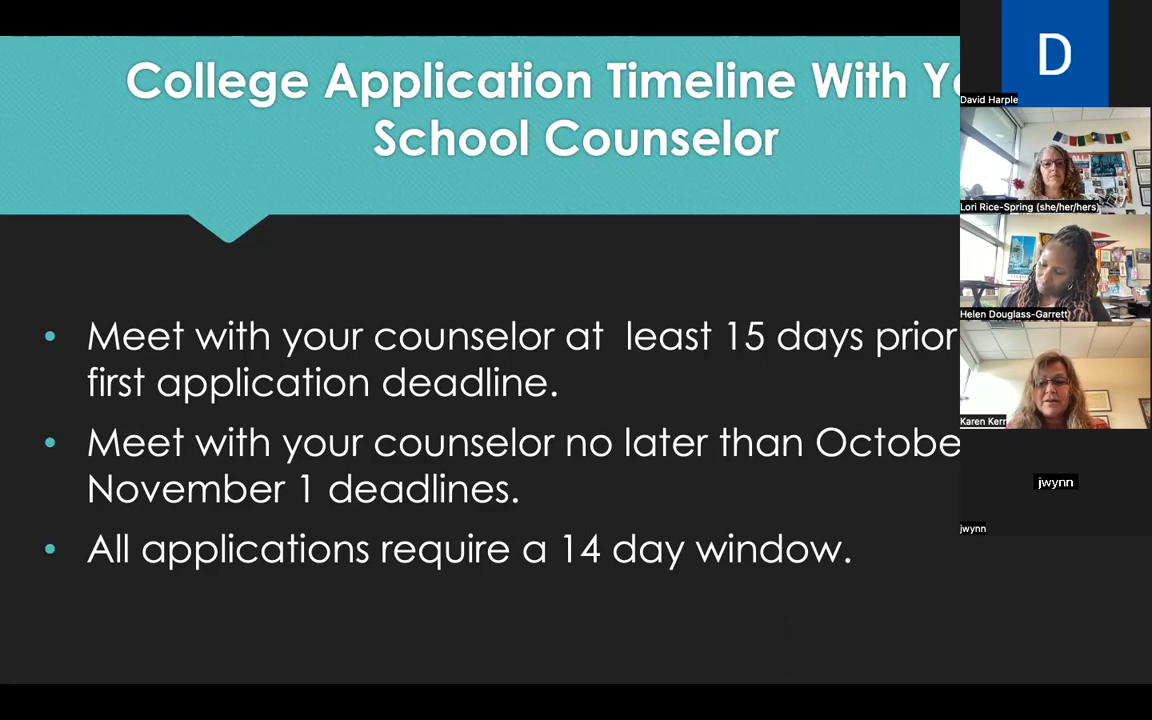 College Application Timeline With
School Counselor
• Meet with your counselor at  least 15 days prior
first application deadline.
• Meet with your counselor no later than
November 1 deadlines.
• All applications require a 14 day window.
D
David Harple
Lori Rice-Spring (she/her/hers)
Helen Douglass-Garrett
Karen Kerr
jwynn
jwynn